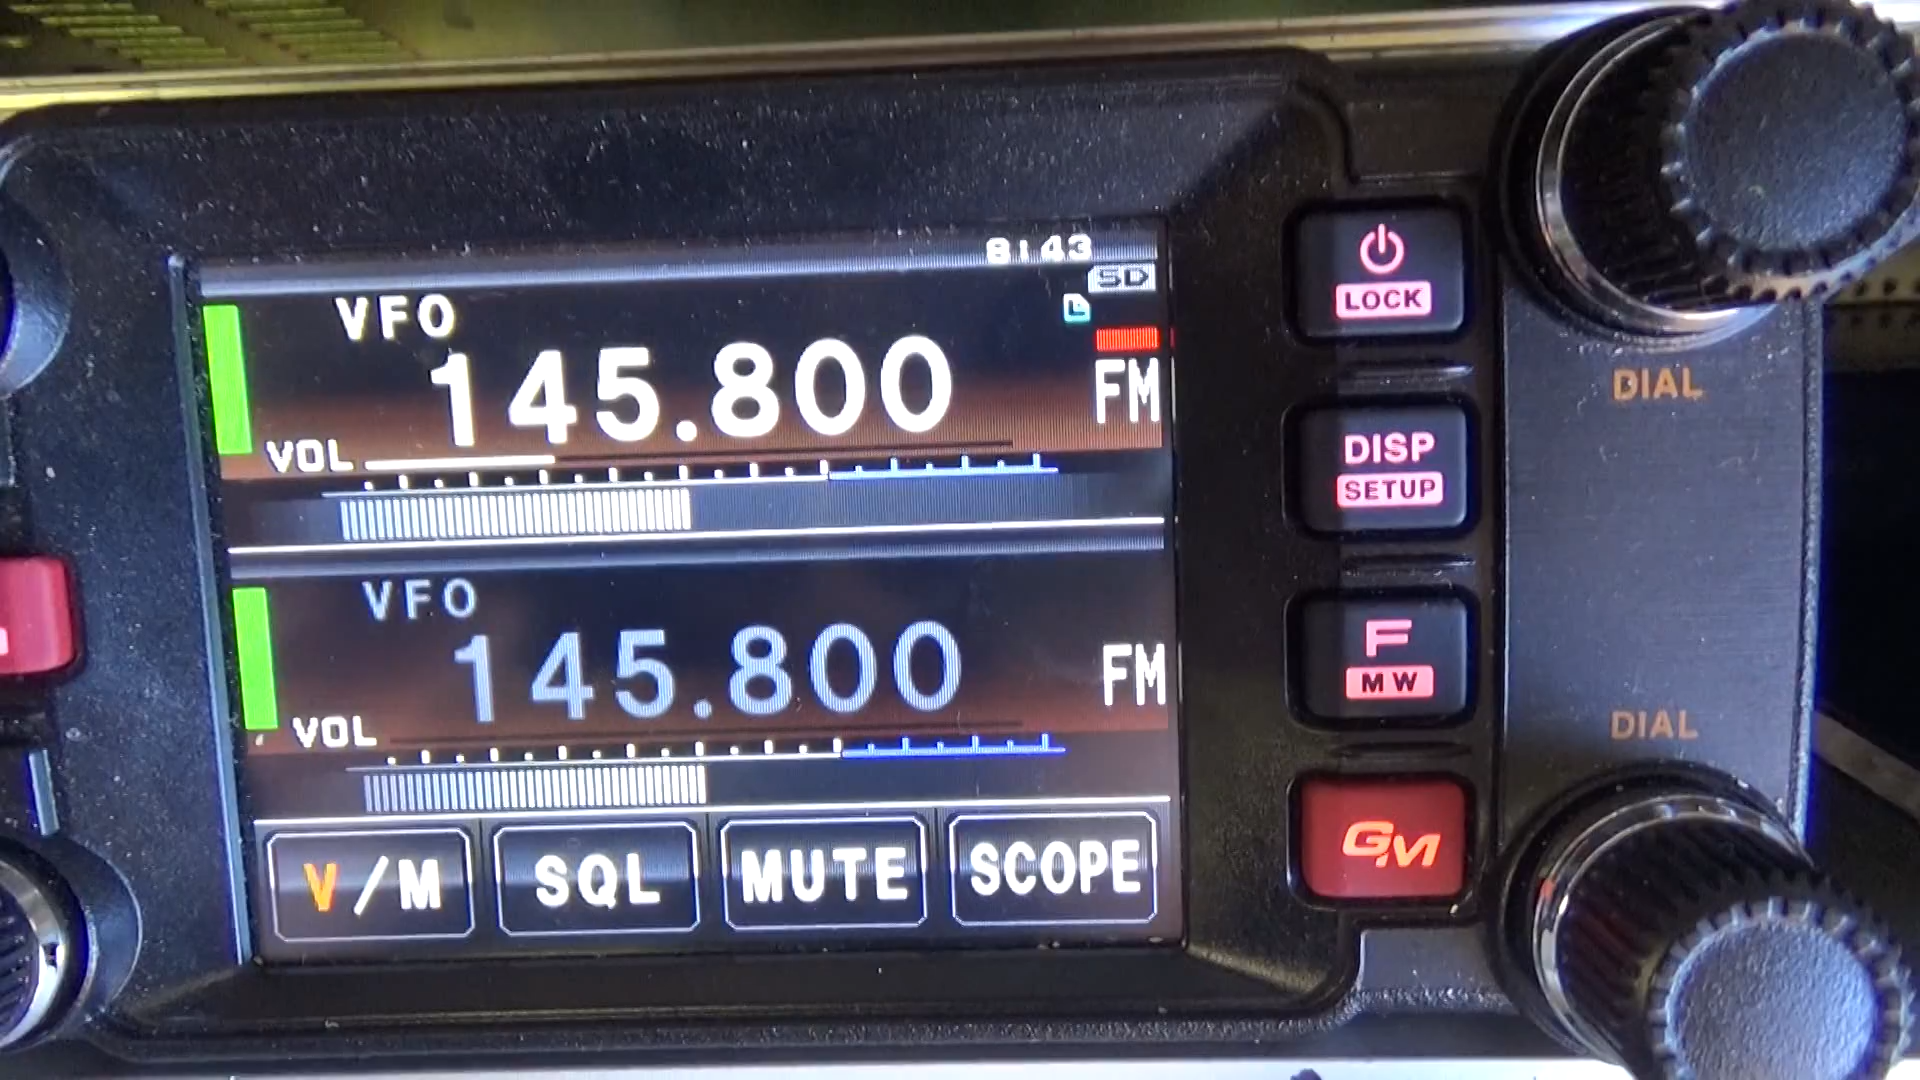 8:43
SD
VFO
145.800
FM
VOL
VFO
145.800
FM
VOL
V/M SQL MUTE SCOPE
LOCK
DISP
SETUP
F
MW
GM
DIAL
DIAL